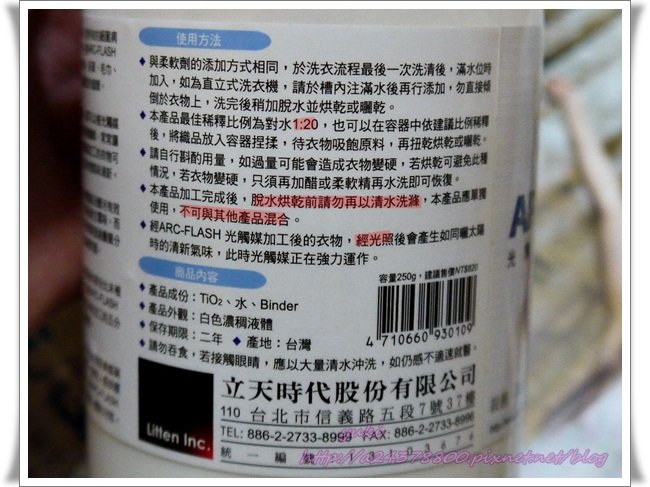 使用方法
◆ 與柔軟劑的添加方式相同，於洗衣流程最後一次洗清後，滿水位時
加入，如為直立式洗衣機，請於槽內注滿水後再行添加，勿直接傾
倒於衣物上，洗完後稍加脫水並烘乾或曬乾。
◆ 本產品最佳稀釋比例為對水1:20，也可以在容器中依建議比例稀釋
後，將織品放入容器捏揉，待衣物吸飽原料，再扭乾烘乾或曬乾。
◆ 請自行斟酌用量，如過量可能會造成衣物變硬，若烘乾可避免此種
情況，若衣物變硬，只須再加醋或柔軟精再水洗即可恢復。
◆ 本產品加工完成後，脫水烘乾前請勿再以清水洗滌，本產品應單獨
使用，不可與其他產品混合。
◆ 經ARC-FLASH 光觸媒加工後的衣物，經光照後會產生如同曬太陽
時的清新氣味，此時光觸媒正在強力運作。
容量250g，建議售價NT$820
商品內容
◆ 產品成份：TiO2、水、Binder
◆ 產品外觀：白色濃稠液體
◆ 保存期限：二年 ◆ 產地：台灣
◆ 請勿吞食，若接觸眼睛，應以大量清水沖洗，如仍感不適速就醫。
4 710660 930109
Litten Inc.
立天時代股份有限公司
110 台北市信義路五段7號37樓
TEL: 886-2-2733-8999 FAX: 886-2-2733-8996
統一編號
http://a24378800.pixnet.net/blog